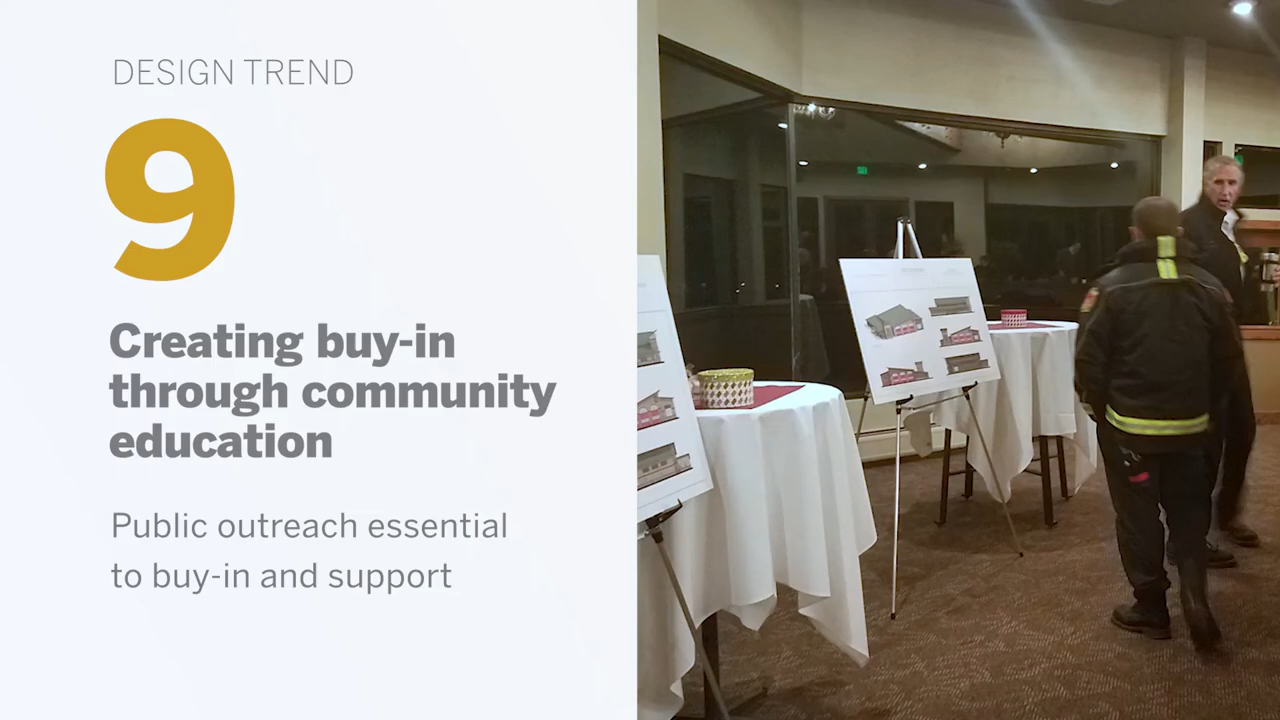 DESIGN TREND
9
Creating buy-in
through community
education
Public outreach essential
to buy-in and support